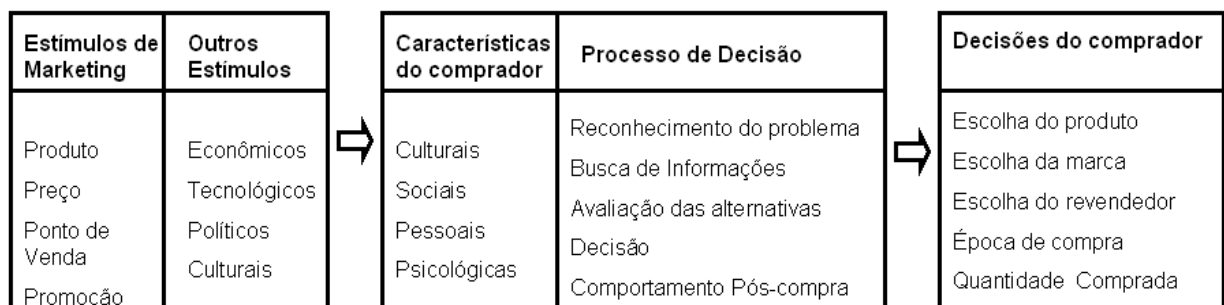 Estímulos de
Marketing
Outros
Estímulos
Produto
Preço
Ponto de
Venda
Promoção
Econômicos
Tecnológicos
Políticos
Culturais
Características
do comprador
Processo de Decisão
Culturais
Sociais
Pessoais
Psicológicas
Reconhecimento do problema
Busca de Informações
Avaliação das alternativas
Decisão
Comportamento Pós-compra
Decisões do comprador
Escolha do produto
Escolha da marca
Escolha do revendedor
Época de compra
Quantidade Comprada